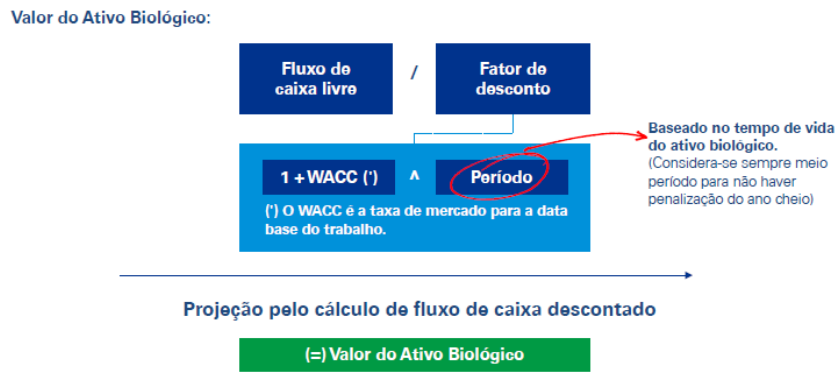 Valor do Ativo Biológico:
Fluxo de
caixa livre
/
Fator de
desconto
Baseado no tempo de vida
do ativo biológico.
(Considera-se sempre meio
período para não haver
penalização do ano cheio)
1 + WACC (*) ^ Período
(*) O WACC é a taxa de mercado para a data
base do trabalho.
Projeção pelo cálculo de fluxo de caixa descontado
(=) Valor do Ativo Biológico